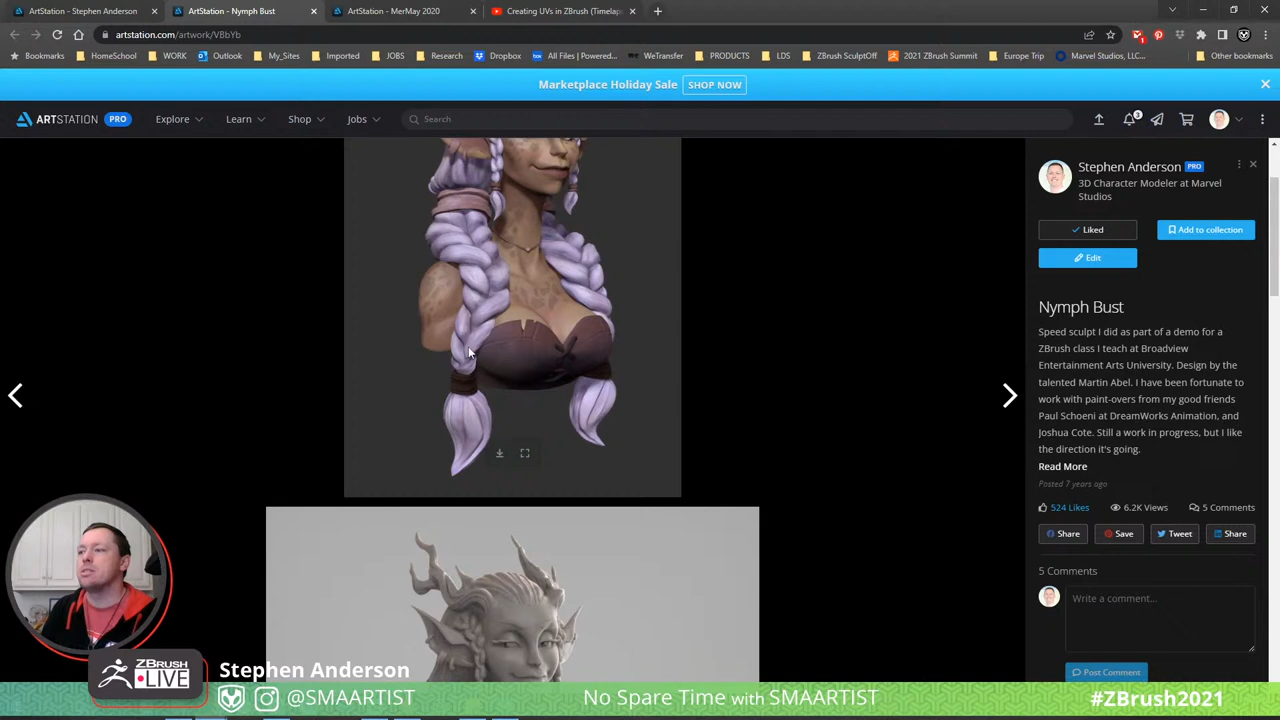 ArtStation - Stephen Anderson
ArtStation - Nymph Bust
ArtStation - MerMay 2020
Creating UVs in ZBrush (Timelaps
artstation.com/artwork/VBbYb
Bookmarks HomeSchool WORK Outlook My_Sites Imported JOBS Research Dropbox All Files | Powered... WeTransfer PRODUCTS LDS ZBrush SculptOff 2021 ZBrush Summit Europe Trip Marvel Studios, LLC... Other bookmarks
Marketplace Holiday Sale SHOP NOW
ARTSTATION PRO Explore Learn Shop Jobs Search 3
Stephen Anderson PRO
3D Character Modeler at Marvel
Studios
Liked Add to collection
Edit
Nymph Bust
Speed sculpt I did as part of a demo for a
ZBrush class I teach at Broadview
Entertainment Arts University. Design by the
talented Martin Abel. I have been fortunate to
work with paint-overs from my good friends
Paul Schoeni at DreamWorks Animation, and
Joshua Cote. Still a work in progress, but I like
the direction it's going.
Read More
Posted 7 years ago
524 Likes 6.2K Views 5 Comments
Share Save Tweet Share
5 Comments
Write a comment...
Post Comment
ZBRUSH
LIVE
Stephen Anderson
@SMAARTIST
No Spare Time with SMAARTIST
#ZBrush2021